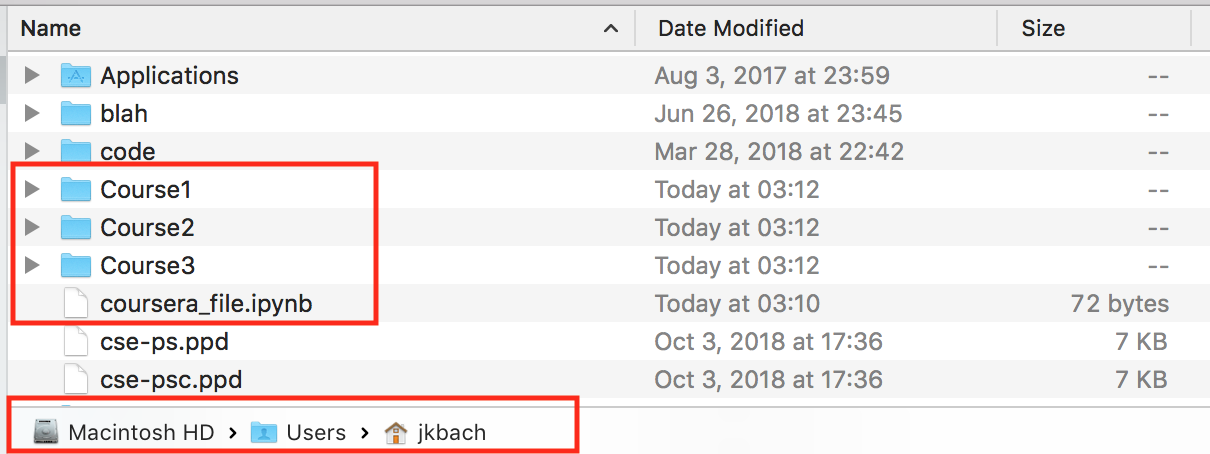 Name Date Modified Size
Applications Aug 3, 2017 at 23:59 --
blah Jun 26, 2018 at 23:45 --
code Mar 28, 2018 at 22:42 --
Course1 Today at 03:12 --
Course2 Today at 03:12 --
Course3 Today at 03:12 --
coursera_file.ipynb Today at 03:10 72 bytes
cse-ps.ppd Oct 3, 2018 at 17:36 7 KB
cse-psc.ppd Oct 3, 2018 at 17:36 7 KB
Macintosh HD › Users › jkbach